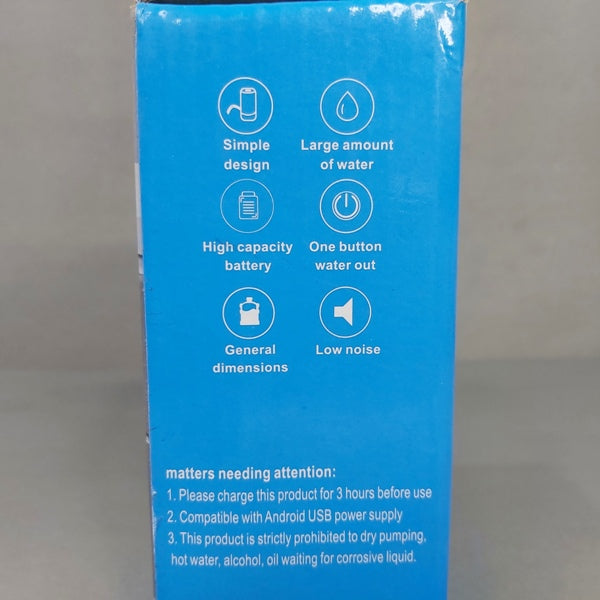 Simple design
Large amount of water
High capacity battery
One button water out
General dimensions
Low noise
matters needing attention:
1. Please charge this product for 3 hours before use
2. Compatible with Android USB power supply
3. This product is strictly prohibited to dry pumping,
hot water, alcohol, oil waiting for corrosive liquid.